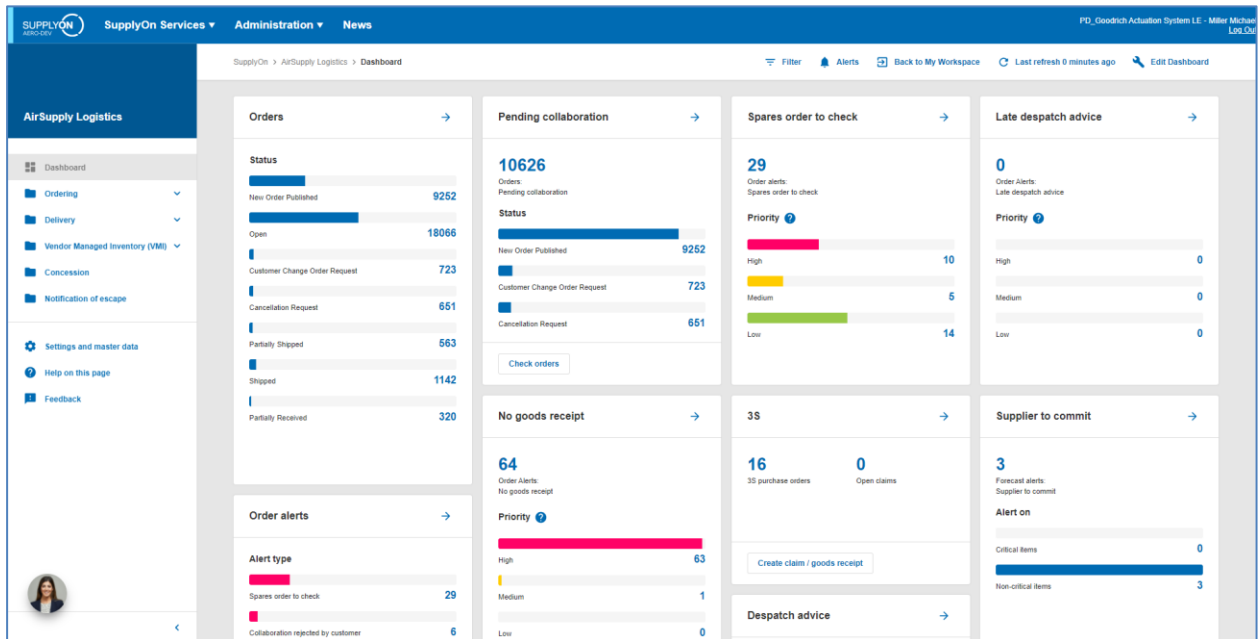 SUPPLYON
AERO-DEV
SupplyOn Services
Administration
News
PD_Goodrich Actuation System LE - Miller Michael
Log Out
SupplyOn > AirSupply Logistics > Dashboard
Filter
Alerts
Back to My Workspace
Last refresh 0 minutes ago
Edit Dashboard
AirSupply Logistics
Dashboard
Ordering
Delivery
Vendor Managed Inventory (VMI)
Concession
Notification of escape
Settings and master data
Help on this page
Feedback
Orders
Status
New Order Published 9252
Open 18066
Customer Change Order Request 723
Cancellation Request 651
Partially Shipped 563
Shipped 1142
Partially Received 320
Order alerts
Alert type
Spares order to check 29
Collaboration rejected by customer 6
Pending collaboration
10626
Orders:
Pending collaboration
Status
New Order Published 9252
Customer Change Order Request 723
Cancellation Request 651
Check orders
No goods receipt
64
Order Alerts:
No goods receipt
Priority ?
High 63
Medium 1
Low 0
Spares order to check
29
Order alerts:
Spares order to check
Priority ?
High 10
Medium 5
Low 14
3S
16 0
3S purchase orders Open claims
Create claim / goods receipt
Despatch advice
Late despatch advice
0
Order Alerts:
Late despatch advice
Priority ?
High 0
Medium 0
Low 0
Supplier to commit
3
Forecast alerts:
Supplier to commit
Alert on
Critical items 0
Non-critical items 3